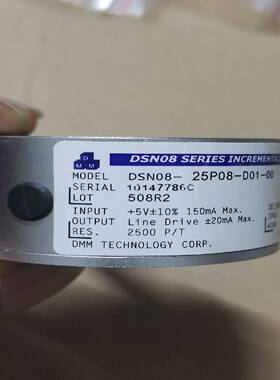 DMM
DSN08 SERIES INCREMENTAL
MODEL DSN08- 25P08-D01-00
SERIAL 10147786C
LOT 508R2
INPUT +5V±10% 150mA Max.
OUTPUT Line Drive ±20mA Max.
RES. 2500 P/T
DMM TECHNOLOGY CORP.